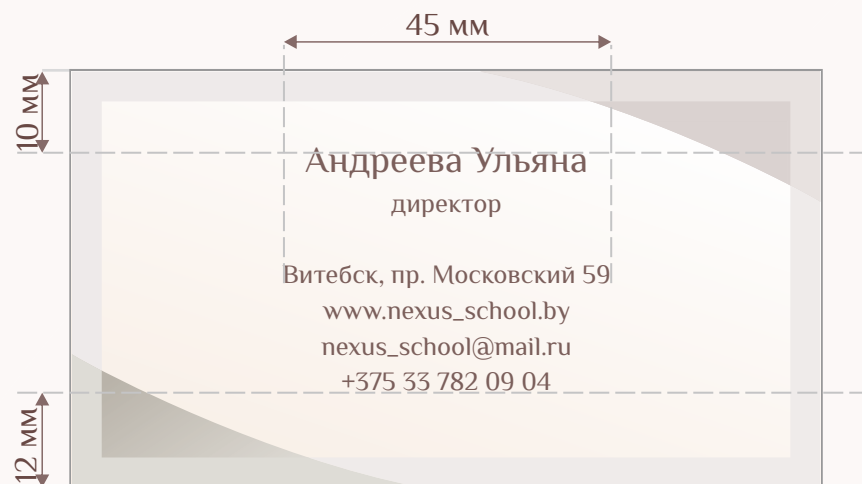 45 мм
10 мм
Андреева Ульяна
директор
Витебск, пр. Московский 59
www.nexus_school.by
nexus_school@mail.ru
+375 33 782 09 04
12 мм